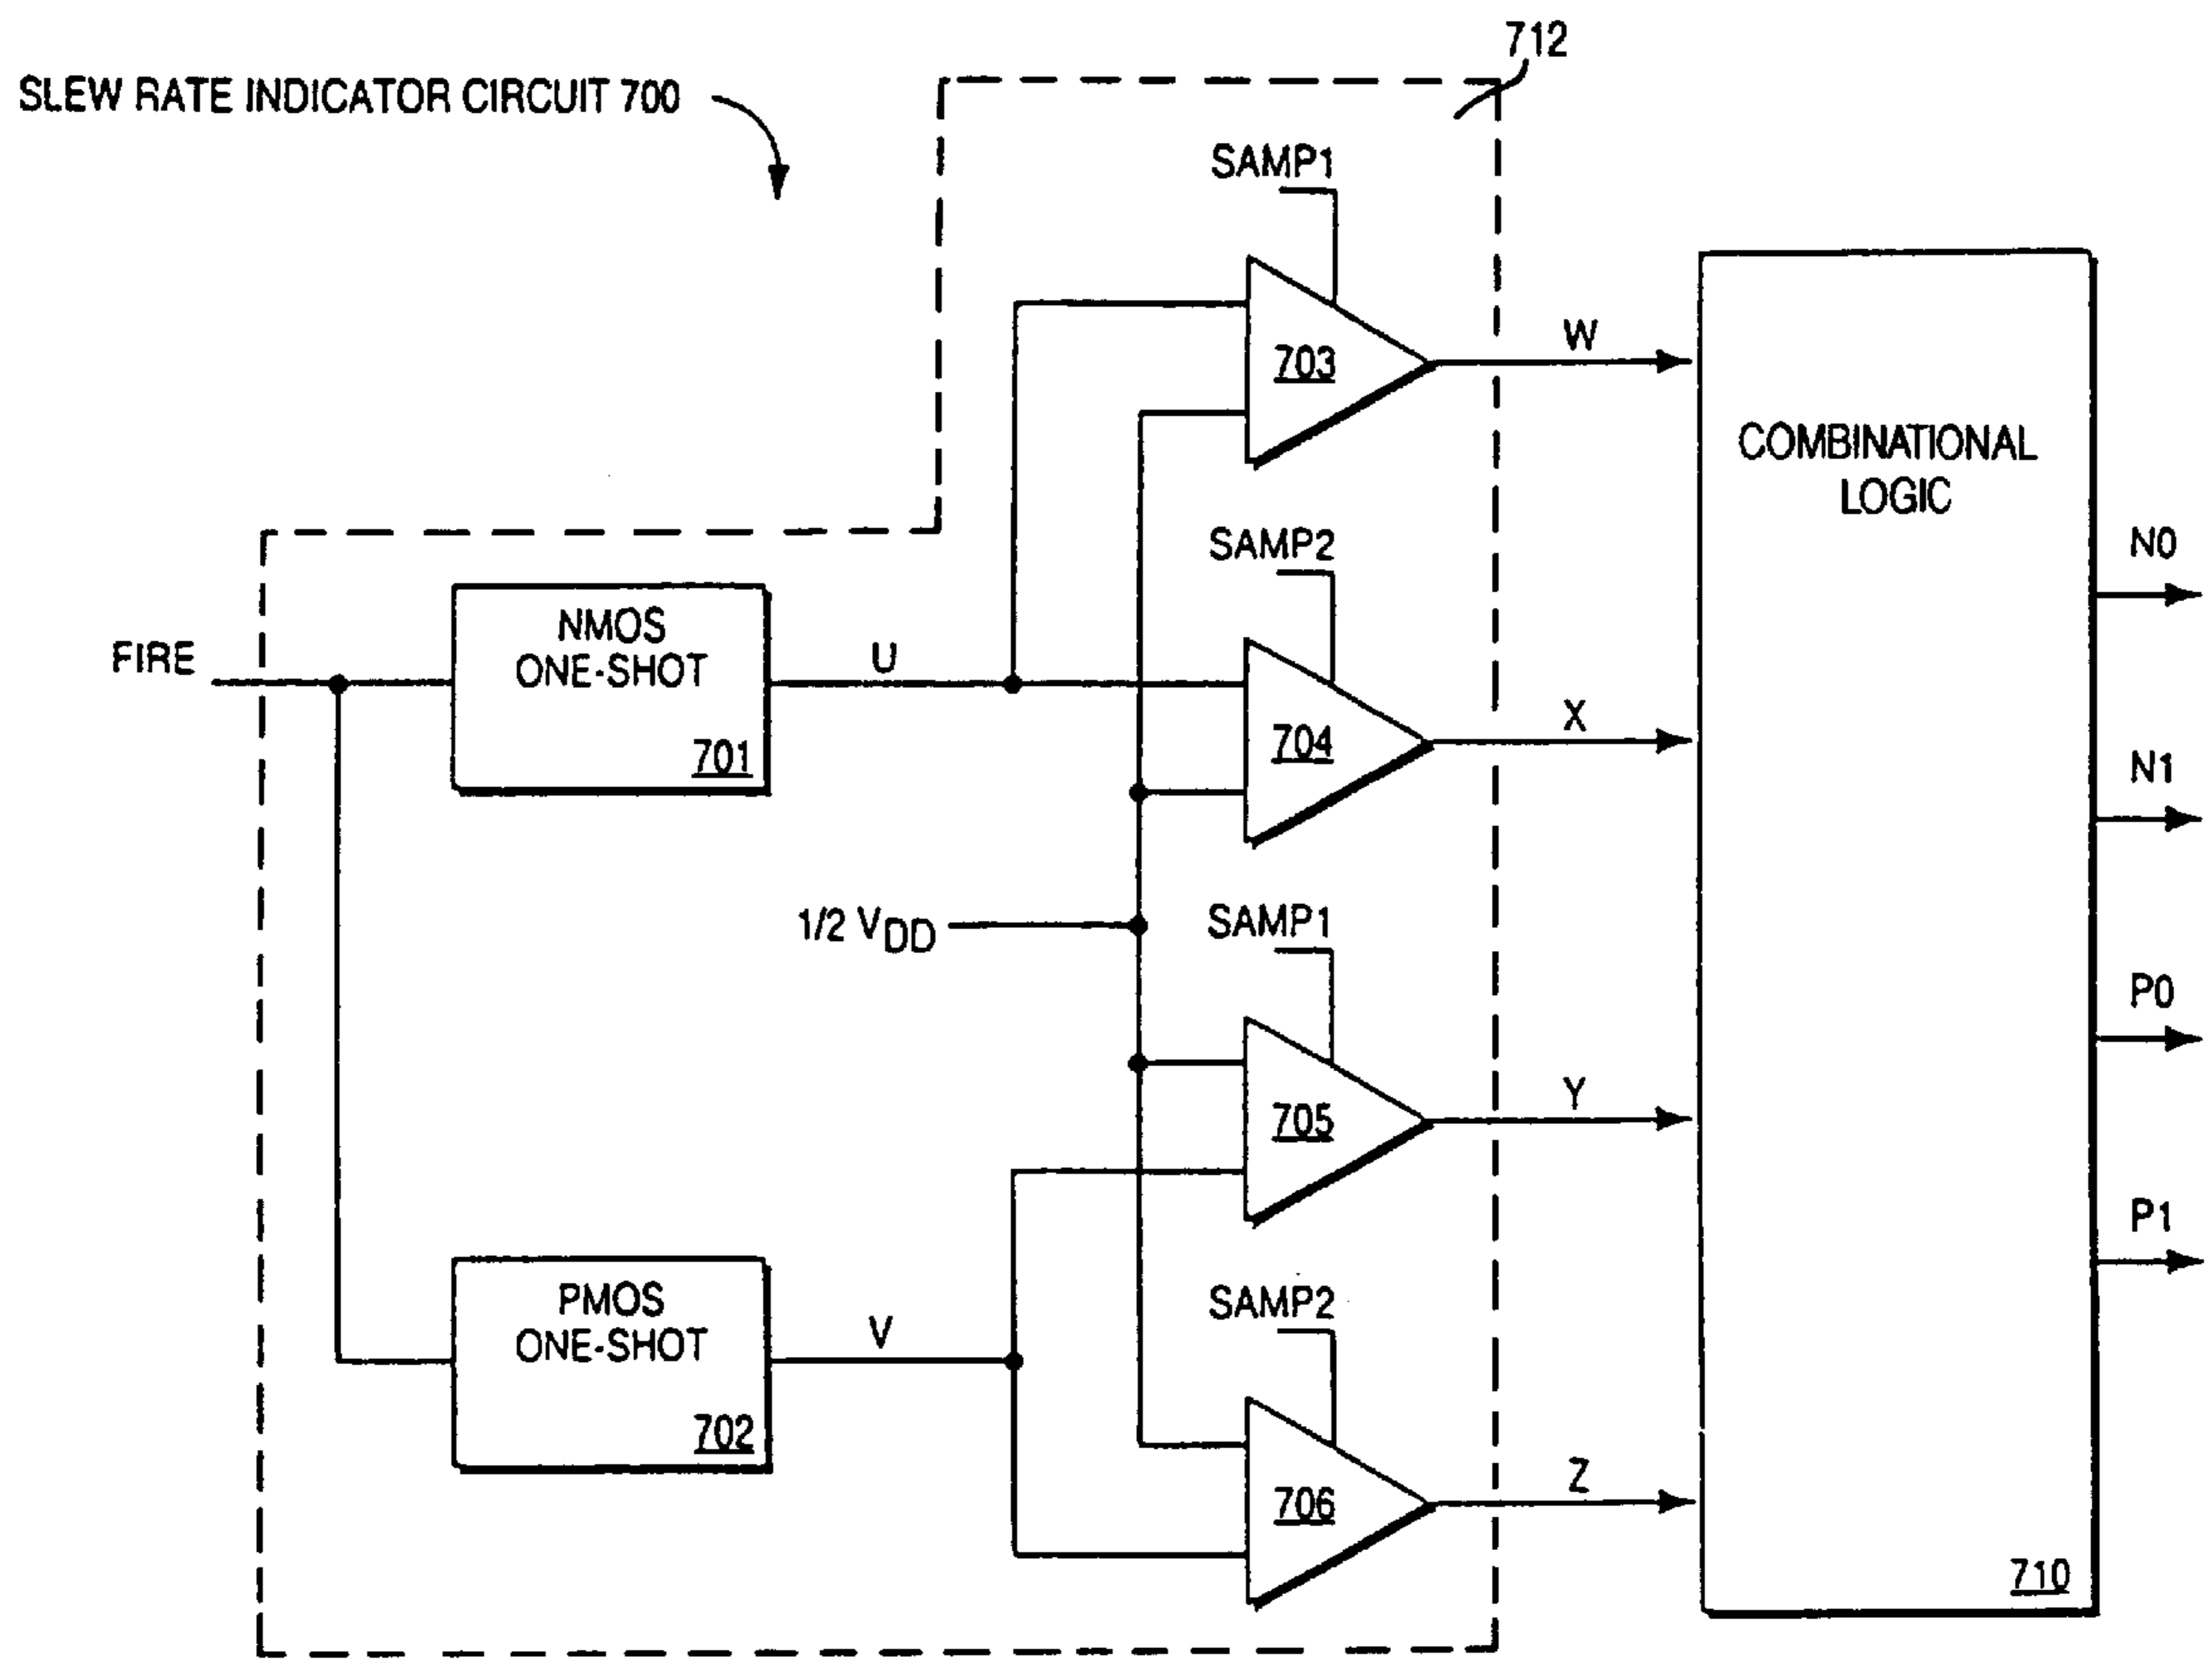 712
SLEW RATE INDICATOR CIRCUIT 700
SAMP1
703
W
COMBINATIONAL
LOGIC
SAMP2
N0
NMOS
ONE-SHOT
701
FIRE
U
704
X
N1
1/2 VDD
SAMP1
P0
705
Y
P1
PMOS
ONE-SHOT
702
V
SAMP2
706
Z
710